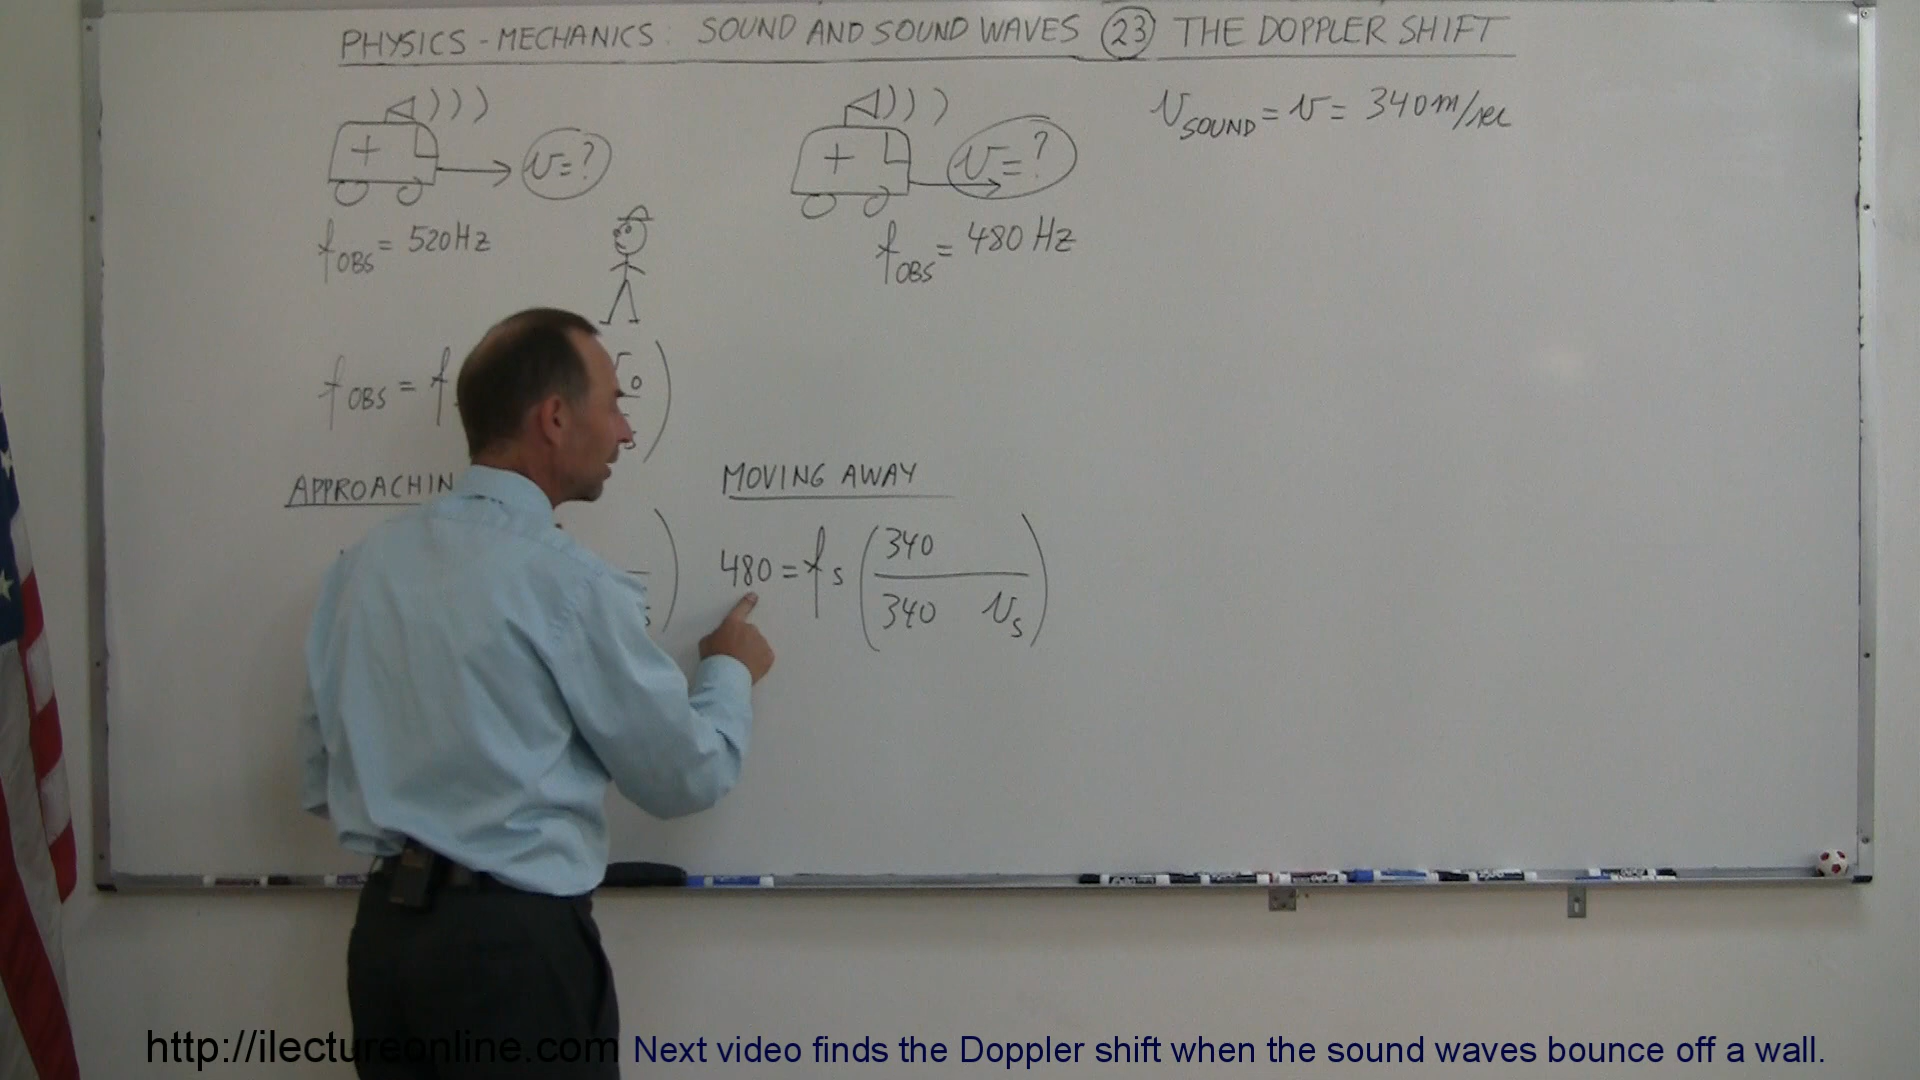 PHYSICS - MECHANICS: SOUND AND SOUND WAVES (23) THE DOPPLER SHIFT
v=?
v=?
V SOUND = v = 340 m/sec
f OBS = 520 Hz
f OBS = 480 Hz
f OBS = f
o
s
APPROACHIN
MOVING AWAY
480 = f s (340 / 340 v s)
s
http://ilectureonline.com Next video finds the Doppler shift when the sound waves bounce off a wall.